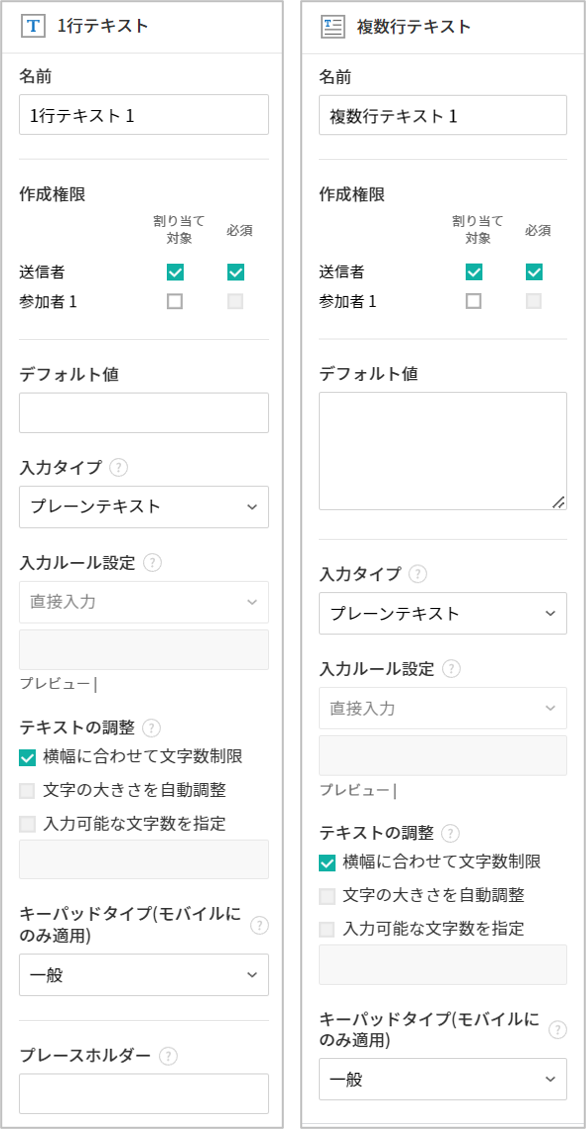 1行テキスト
名前
1行テキスト 1
作成権限
割り当て
対象
必須
送信者
参加者 1
デフォルト値
入力タイプ ?
プレーンテキスト
入力ルール設定 ?
直接入力
プレビュー |
テキストの調整 ?
横幅に合わせて文字数制限
文字の大きさを自動調整
入力可能な文字数を指定
キーパッドタイプ(モバイルに
のみ適用) ?
一般
プレースホルダー ?
複数行テキスト
名前
複数行テキスト 1
作成権限
割り当て
対象
必須
送信者
参加者 1
デフォルト値
入力タイプ ?
プレーンテキスト
入力ルール設定 ?
直接入力
プレビュー |
テキストの調整 ?
横幅に合わせて文字数制限
文字の大きさを自動調整
入力可能な文字数を指定
キーパッドタイプ(モバイルに
のみ適用) ?
一般